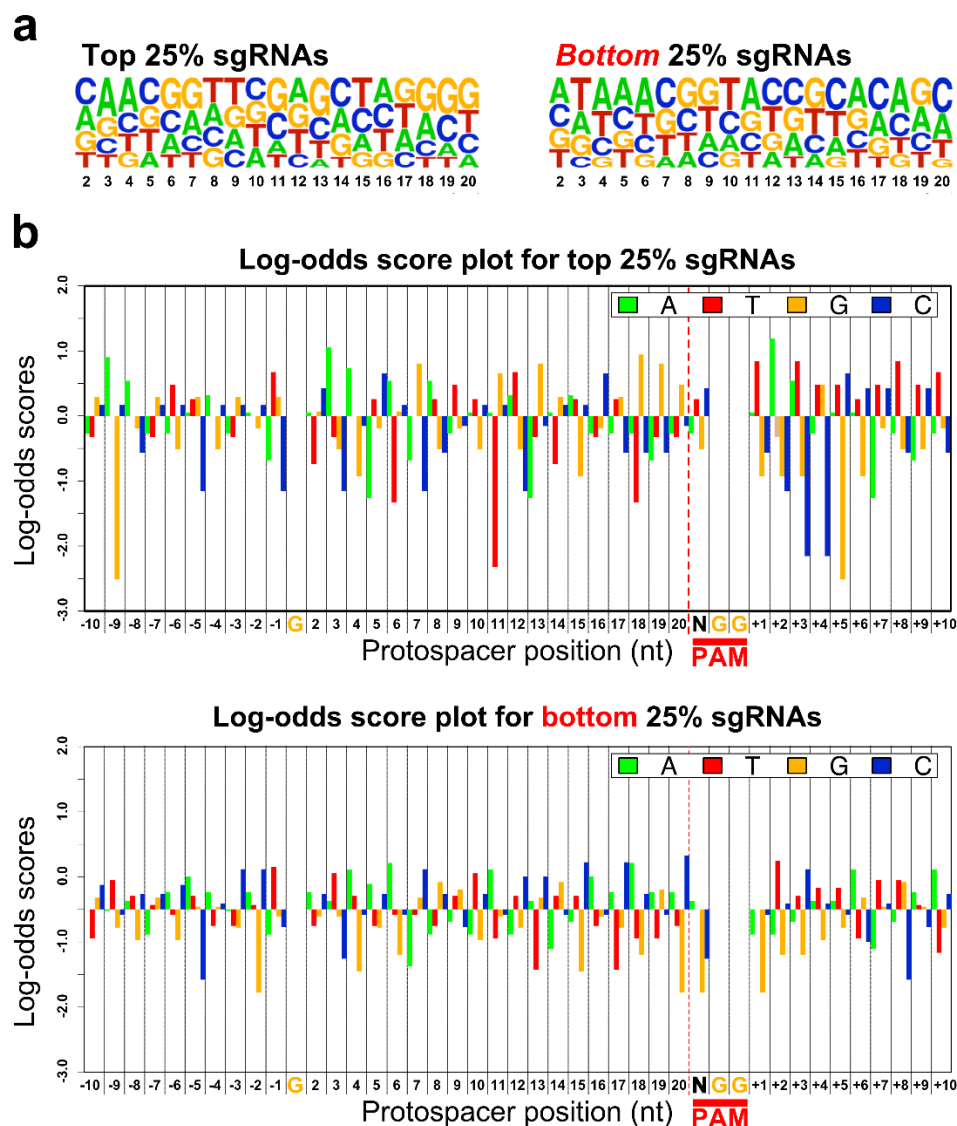 a
Top 25% sgRNAs
CAACGGTTCGAGCTAGGGG
2 3 4 5 6 7 8 9 10 11 12 13 14 15 16 17 18 19 20
Bottom 25% sgRNAs
ATAAACGGTACCGCACAGC
2 3 4 5 6 7 8 9 10 11 12 13 14 15 16 17 18 19 20
b
Log-odds score plot for top 25% sgRNAs
A T G C
Log-odds scores
2.0
1.0
0.0
-1.0
-2.0
-3.0
-10 -9 -8 -7 -6 -5 -4 -3 -2 -1 G 2 3 4 5 6 7 8 9 10 11 12 13 14 15 16 17 18 19 20 N G G +1 +2 +3 +4 +5 +6 +7 +8 +9 +10
Protospacer position (nt)
PAM
Log-odds score plot for bottom 25% sgRNAs
A T G C
Log-odds scores
2.0
1.0
0.0
-1.0
-2.0
-3.0
-10 -9 -8 -7 -6 -5 -4 -3 -2 -1 G 2 3 4 5 6 7 8 9 10 11 12 13 14 15 16 17 18 19 20 N G G +1 +2 +3 +4 +5 +6 +7 +8 +9 +10
Protospacer position (nt)
PAM